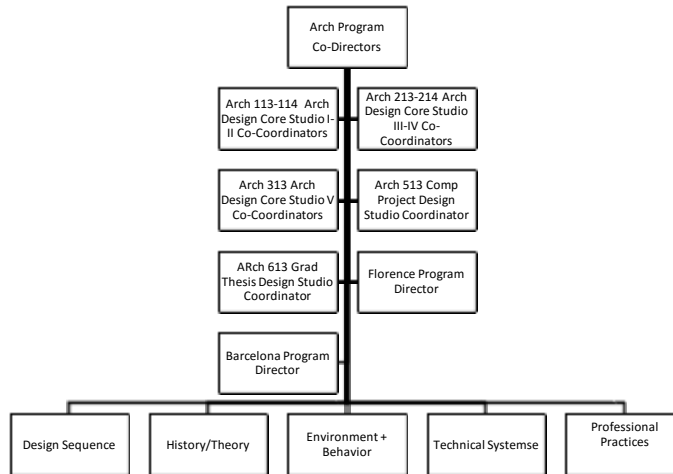 Arch Program
Co-Directors
Arch 113-114  Arch
Design Core Studio I-
II Co-Coordinators
Arch 213-214 Arch
Design Core Studio
III-IV Co-
Coordinators
Arch 313 Arch
Design Core Studio V
Co-Coordinators
Arch 513 Comp
Project Design
Studio Coordinator
ARch 613 Grad
Thesis Design Studio
Coordinator
Florence Program
Director
Barcelona Program
Director
Design Sequence
History/Theory
Environment +
Behavior
Technical Systemse
Professional
Practices